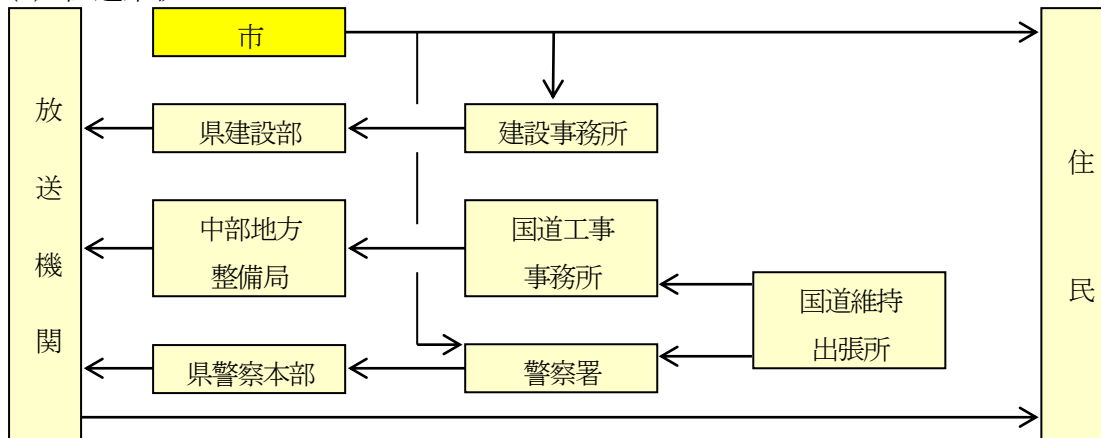 市
放送機関
県建設部
建設事務所
住民
中部地方
整備局
国道工事
事務所
国道維持
出張所
県警察本部
警察署